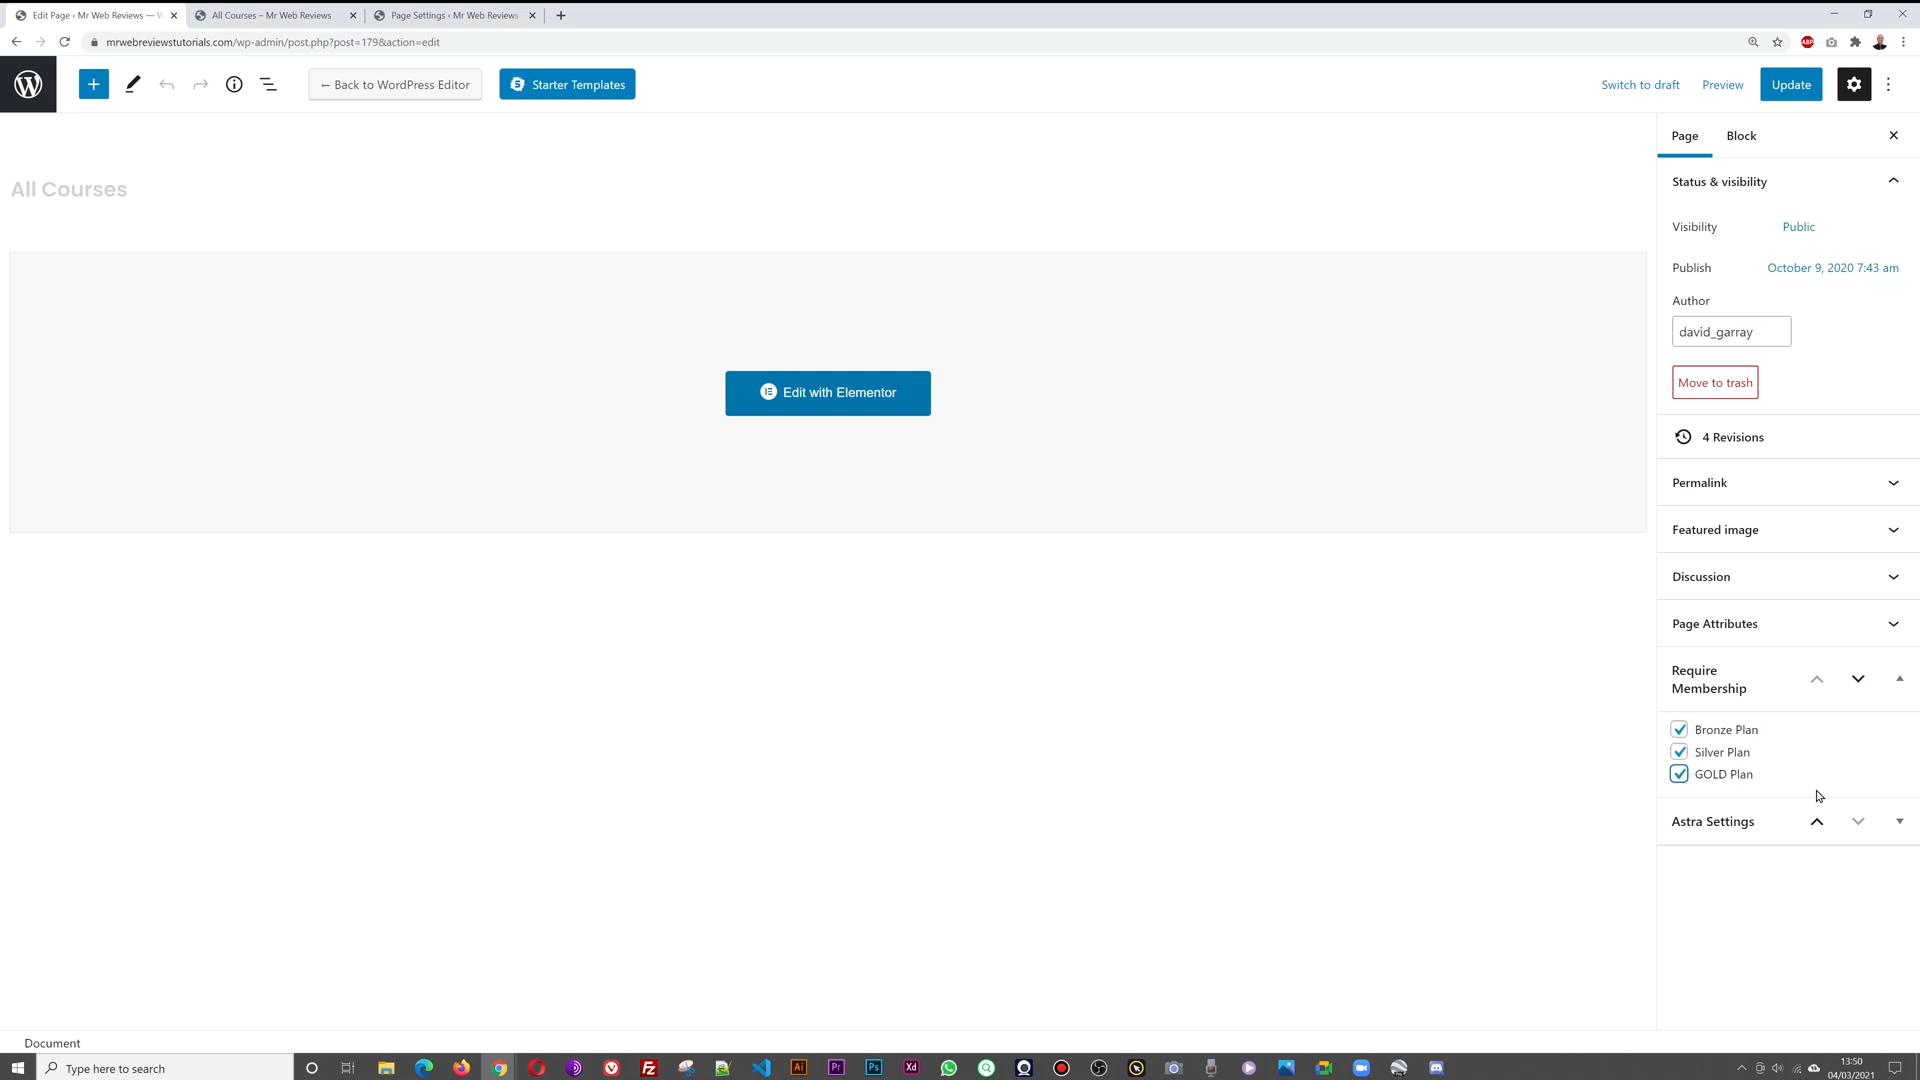 Edit Page ‹ Mr Web Reviews — W
All Courses – Mr Web Reviews
Page Settings ‹ Mr Web Reviews
mrwebreviewstutorials.com/wp-admin/post.php?post=179&action=edit
← Back to WordPress Editor
Starter Templates
Switch to draft
Preview
Update
Page
Block
All Courses
Status & visibility
Visibility
Public
Publish
October 9, 2020 7:43 am
Author
david_garray
Move to trash
Edit with Elementor
4 Revisions
Permalink
Featured image
Discussion
Page Attributes
Require
Membership
Bronze Plan
Silver Plan
GOLD Plan
Astra Settings
Document
Type here to search
13:50
04/03/2021